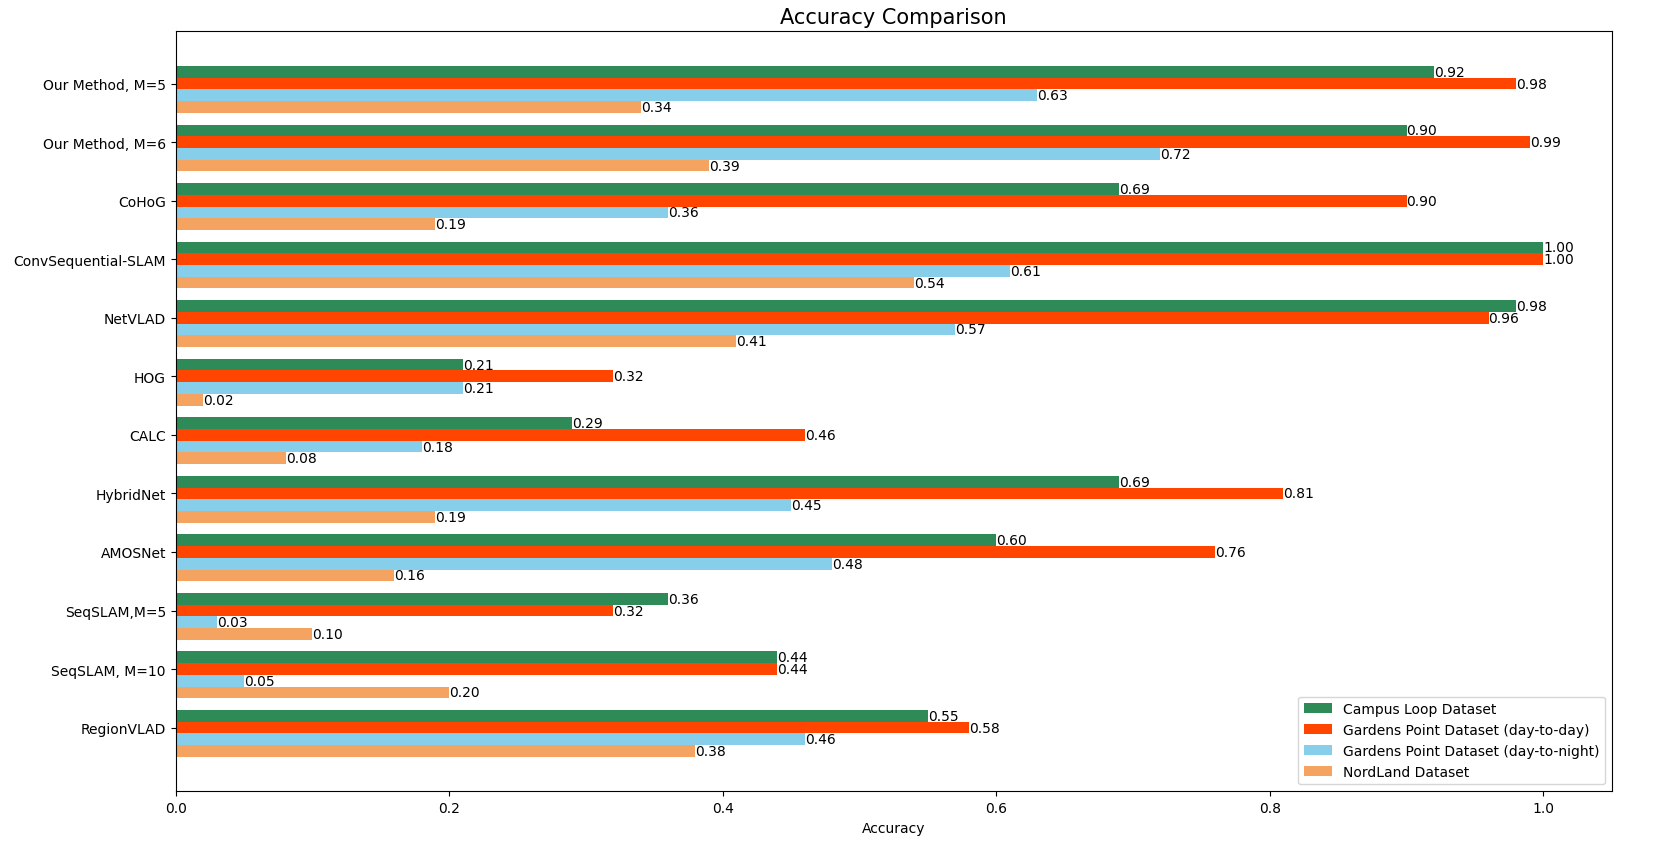 Accuracy Comparison
Our Method, M=5
0.92
0.98
0.63
0.34
Our Method, M=6
0.90
0.99
0.72
0.39
CoHoG
0.69
0.90
0.36
0.19
ConvSequential-SLAM
1.00
1.00
0.61
0.54
NetVLAD
0.98
0.96
0.57
0.41
HOG
0.21
0.32
0.21
0.02
CALC
0.29
0.46
0.18
0.08
HybridNet
0.69
0.81
0.45
0.19
AMOSNet
0.60
0.76
0.48
0.16
SeqSLAM,M=5
0.36
0.32
0.03
0.10
SeqSLAM, M=10
0.44
0.44
0.05
0.20
RegionVLAD
0.55
0.58
0.46
0.38
Campus Loop Dataset
Gardens Point Dataset (day-to-day)
Gardens Point Dataset (day-to-night)
NordLand Dataset
0.0 0.2 0.4 0.6 0.8 1.0
Accuracy